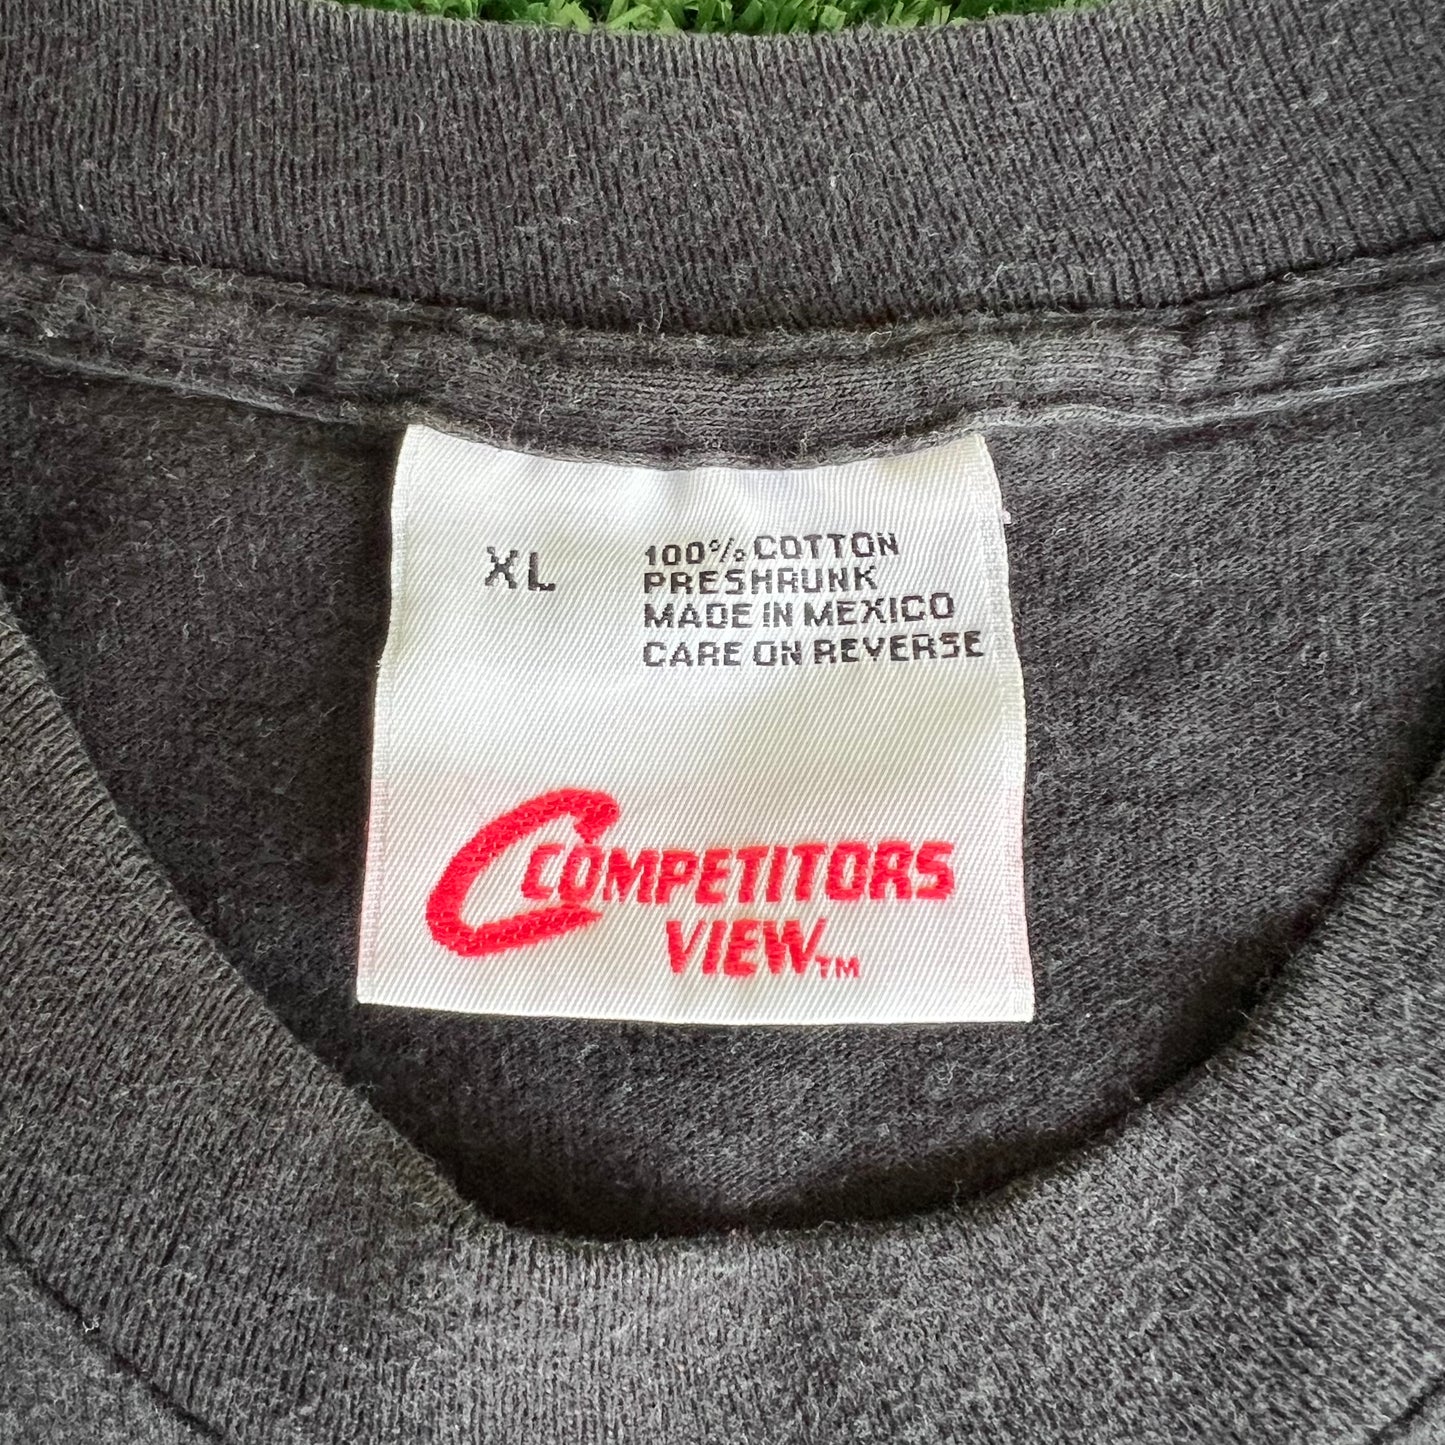 XL
100% COTTON
PRESHRUNK
MADE IN MEXICO
CARE ON REVERSE
C COMPETITORS
VIEW™